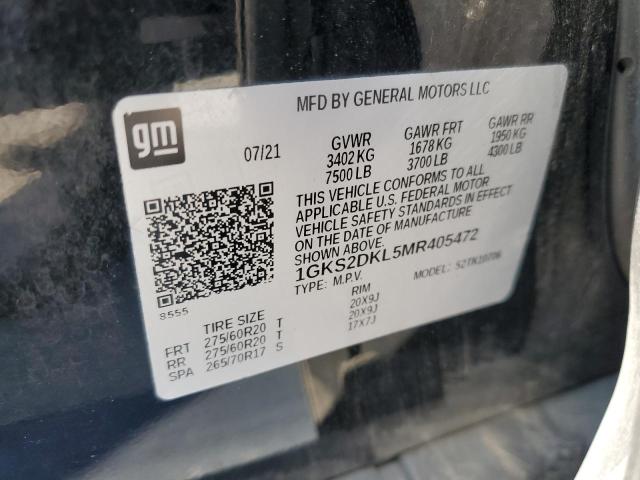 MFD BY GENERAL MOTORS LLC
gm
07/21
GVWR GAWR FRT GAWR RR
3402 KG 1678 KG 1950 KG
7500 LB 3700 LB 4300 LB
THIS VEHICLE CONFORMS TO ALL
APPLICABLE U.S. FEDERAL MOTOR
VEHICLE SAFETY STANDARDS IN EFFECT
ON THE DATE OF MANUFACTURE
SHOWN ABOVE.
1GKS2DKL5MR405472
TYPE: M.P.V. MODEL: S2TK10706
8555
TIRE SIZE RIM
FRT 275/60R20 T 20X9J
RR 275/60R20 T 20X9J
SPA 265/70R17 S 17X7J